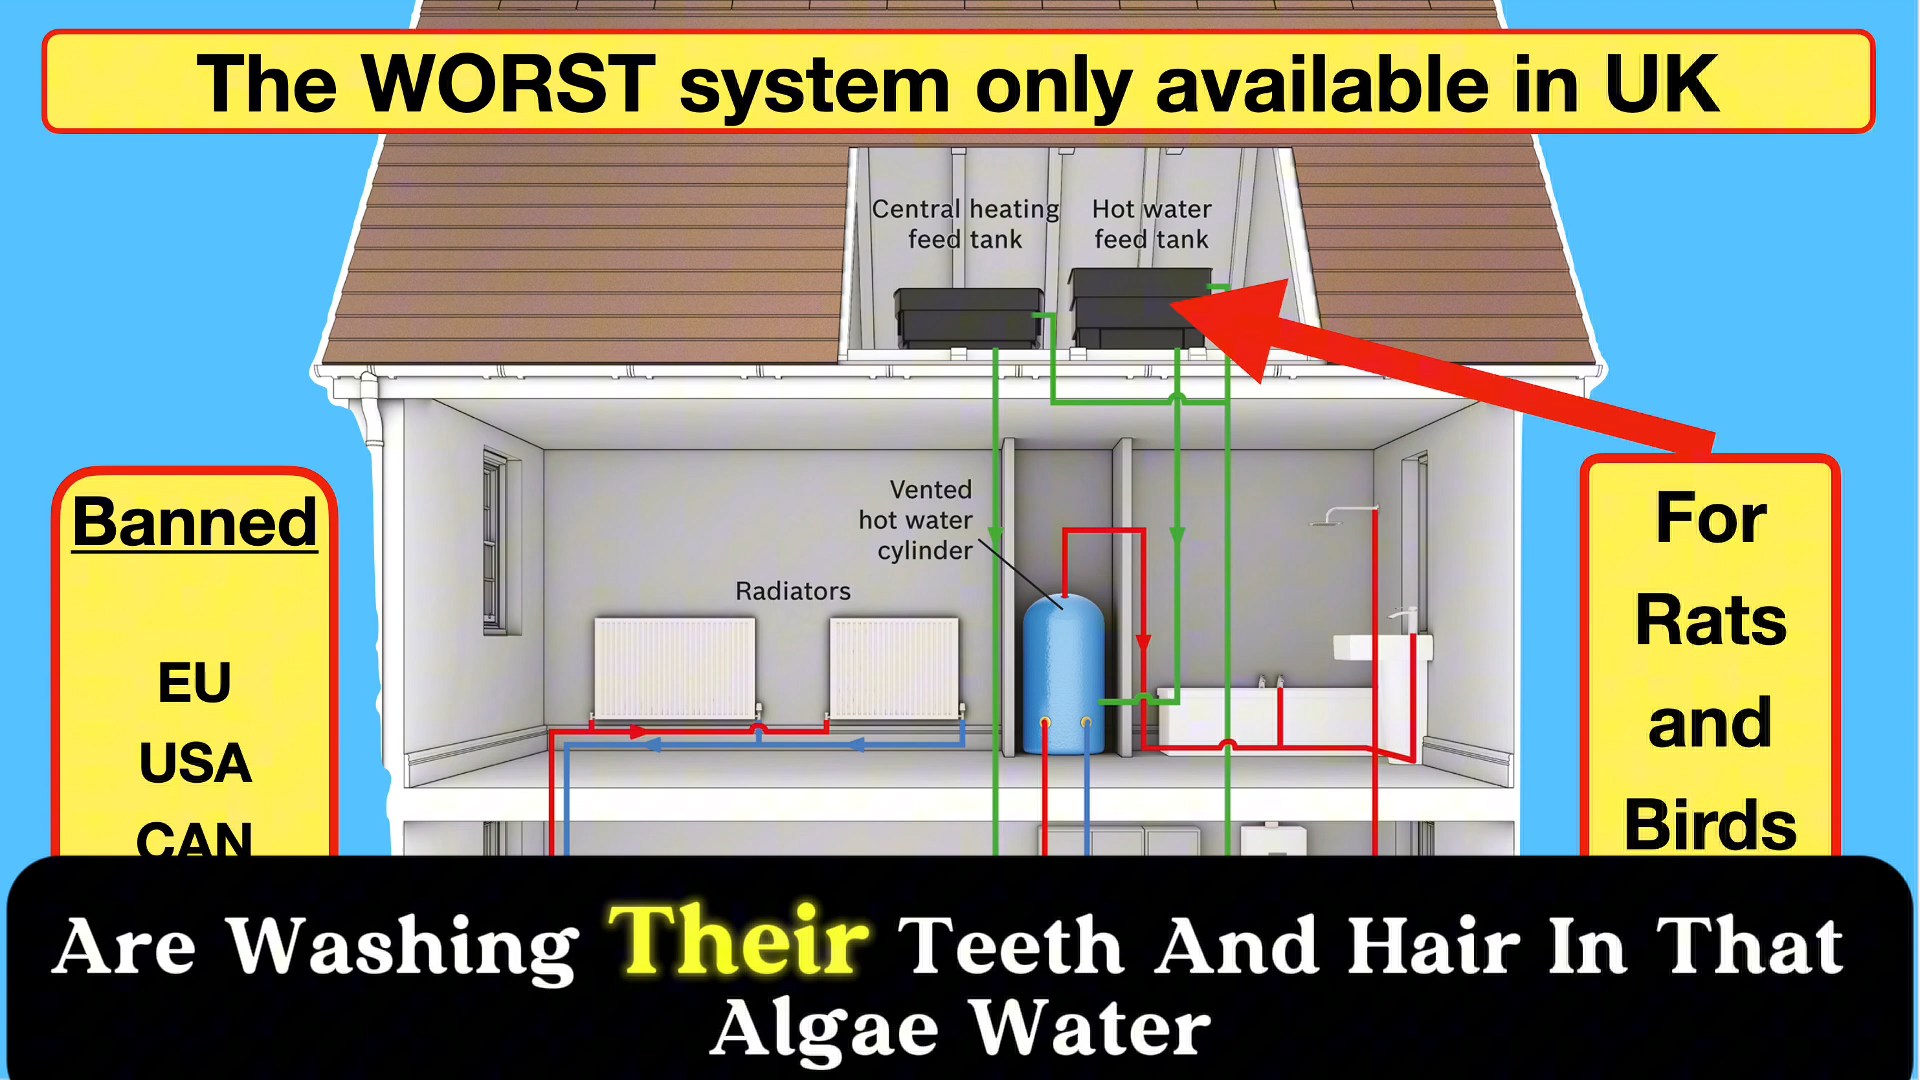 The WORST system only available in UK
Central heating
feed tank
Hot water
feed tank
Vented
hot water
cylinder
Radiators
Banned
EU
USA
CAN
For
Rats
and
Birds
Are Washing Their Teeth And Hair In That
Algae Water